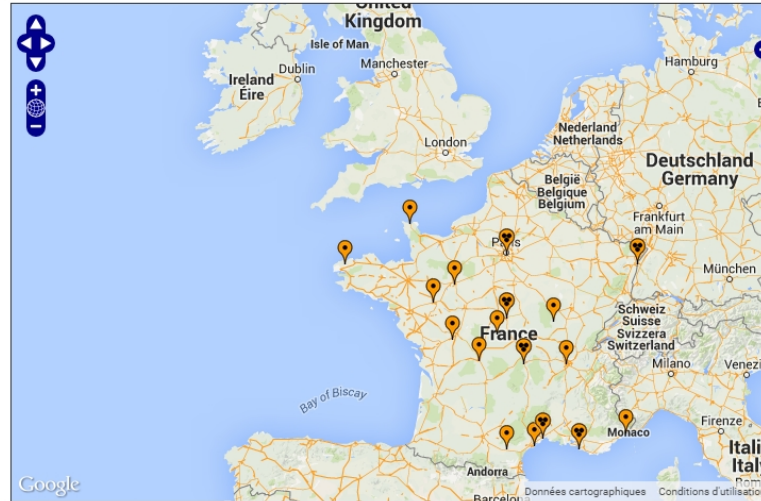 United
Kingdom
Isle of Man
Dublin
Manchester
Hamburg
Ireland
Éire
London
Nederland
Netherlands
Deutschland
Germany
België
Belgique
Belgium
Frankfurt
am Main
Paris
München
Schweiz
Suisse
Svizzera
Switzerland
France
Milano
Bay of Biscay
Monaco
Firenze
Andorra
Google
Données cartographiques